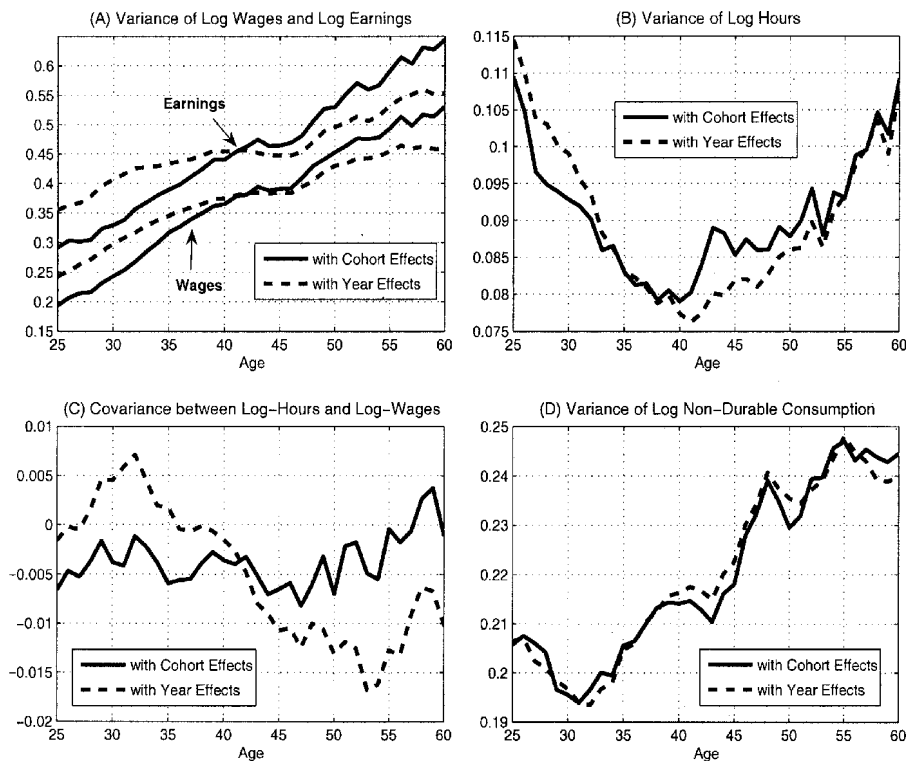 (A) Variance of Log Wages and Log Earnings
0.6
0.55
0.5
0.45
0.4
0.35
0.3
0.25
0.2
0.15
Earnings
Wages
with Cohort Effects
with Year Effects
25 30 35 40 45 50 55 60
Age
(B) Variance of Log Hours
0.115
0.11
0.105
0.1
0.095
0.09
0.085
0.08
0.075
with Cohort Effects
with Year Effects
25 30 35 40 45 50 55 60
Age
(C) Covariance between Log-Hours and Log-Wages
0.01
0.005
0
-0.005
-0.01
-0.015
-0.02
with Cohort Effects
with Year Effects
25 30 35 40 45 50 55 60
Age
(D) Variance of Log Non-Durable Consumption
0.25
0.24
0.23
0.22
0.21
0.2
0.19
with Cohort Effects
with Year Effects
25 30 35 40 45 50 55 60
Age